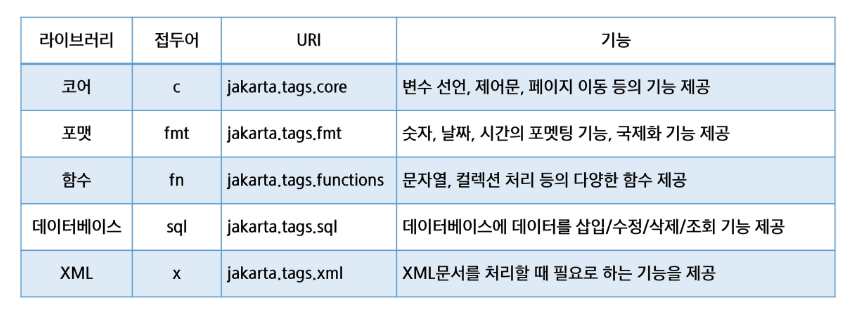 라이브러리 접두어 URI 기능
코어 c jakarta.tags.core 변수 선언, 제어문, 페이지 이동 등의 기능 제공
포맷 fmt jakarta.tags.fmt 숫자, 날짜, 시간의 포멧팅 기능, 국제화 기능 제공
함수 fn jakarta.tags.functions 문자열, 컬렉션 처리 등의 다양한 함수 제공
데이터베이스 sql jakarta.tags.sql 데이터베이스에 데이터를 삽입/수정/삭제/조회 기능 제공
XML x jakarta.tags.xml XML문서를 처리할 때 필요로 하는 기능을 제공